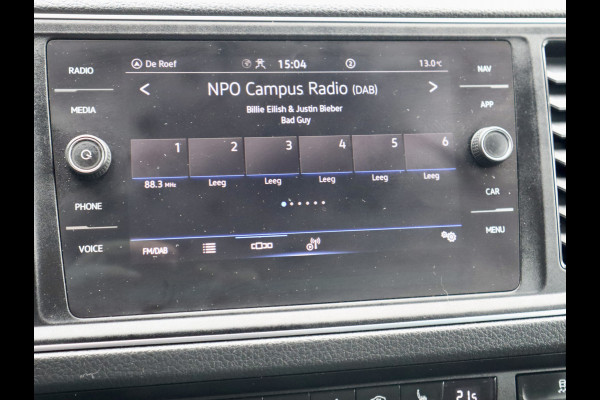 RADIO
MEDIA
PHONE
VOICE
De Roef
15:04
2
13.0°C
< NPO Campus Radio (DAB) >
Billie Eilish & Justin Bieber
Bad Guy
1 2 3 4 5 6
88.3 MHz Leeg Leeg Leeg Leeg Leeg
FM/DAB
NAV
APP
CAR
MENU